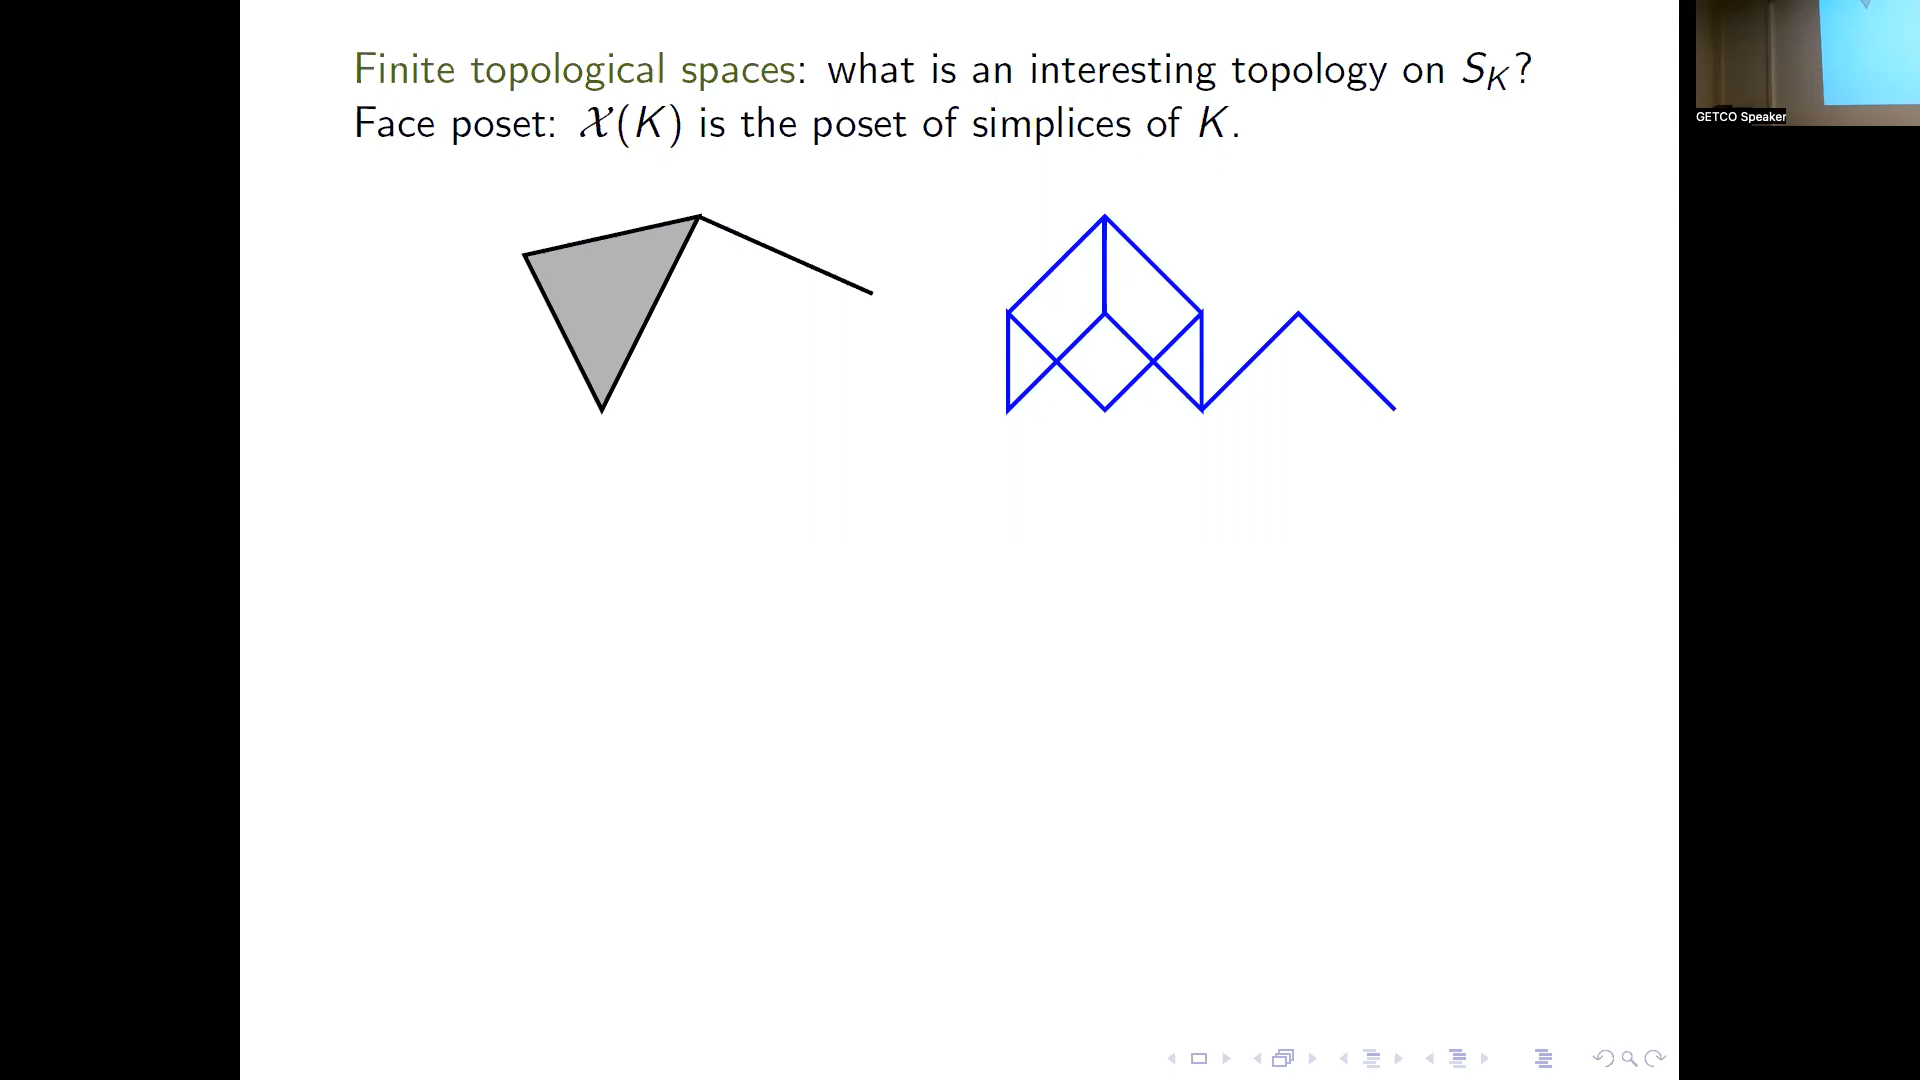 Finite topological spaces: what is an interesting topology on S_K?
Face poset: 𝒳(K) is the poset of simplices of K.
GETCO Speaker